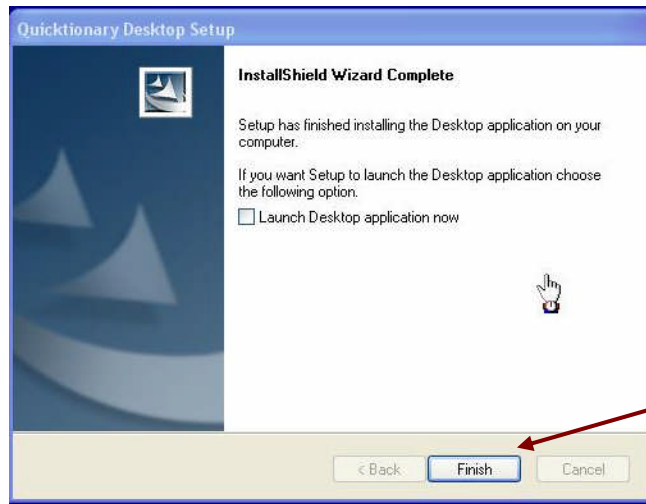 Quicktionary Desktop Setup
InstallShield Wizard Complete
Setup has finished installing the Desktop application on your
computer.
If you want Setup to launch the Desktop application choose
the following option.
Launch Desktop application now
< Back Finish Cancel